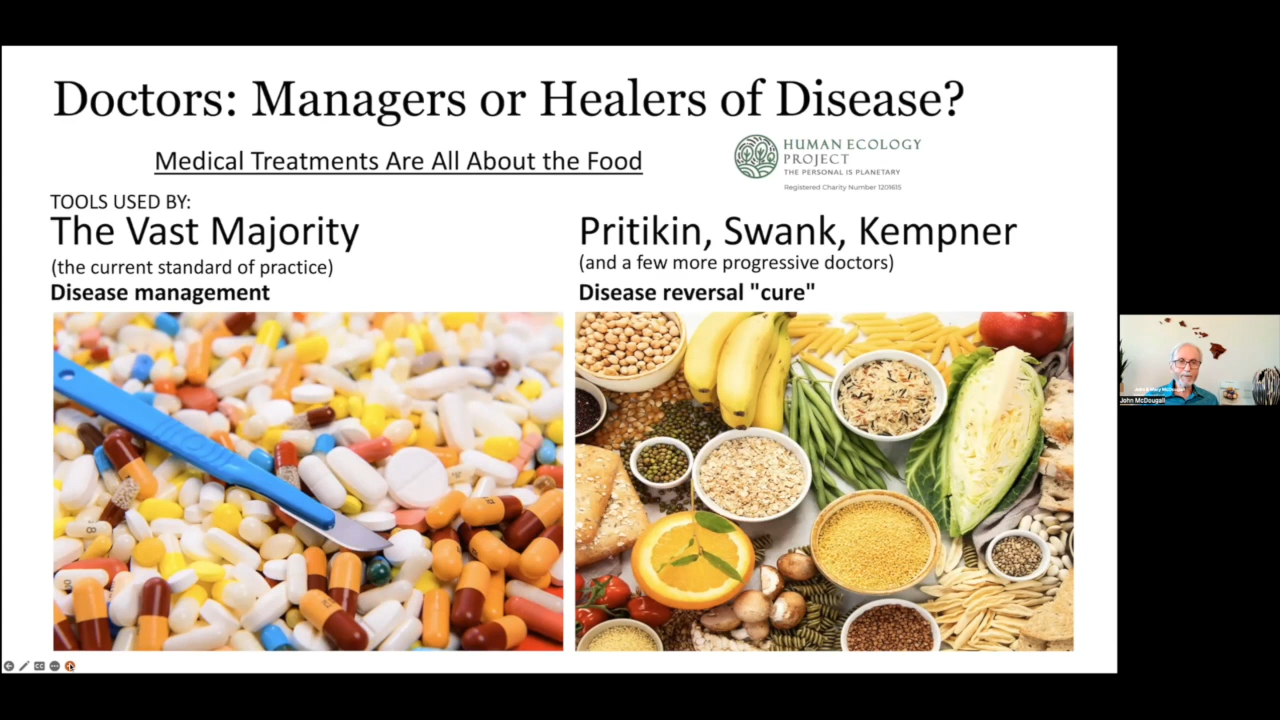 Doctors: Managers or Healers of Disease?
Medical Treatments Are All About the Food
HUMAN ECOLOGY
PROJECT
THE PERSONAL IS PLANETARY
Registered Charity Number 1201615
TOOLS USED BY:
The Vast Majority
(the current standard of practice)
Disease management
Pritikin, Swank, Kempner
(and a few more progressive doctors)
Disease reversal "cure"
John McDougall
CC